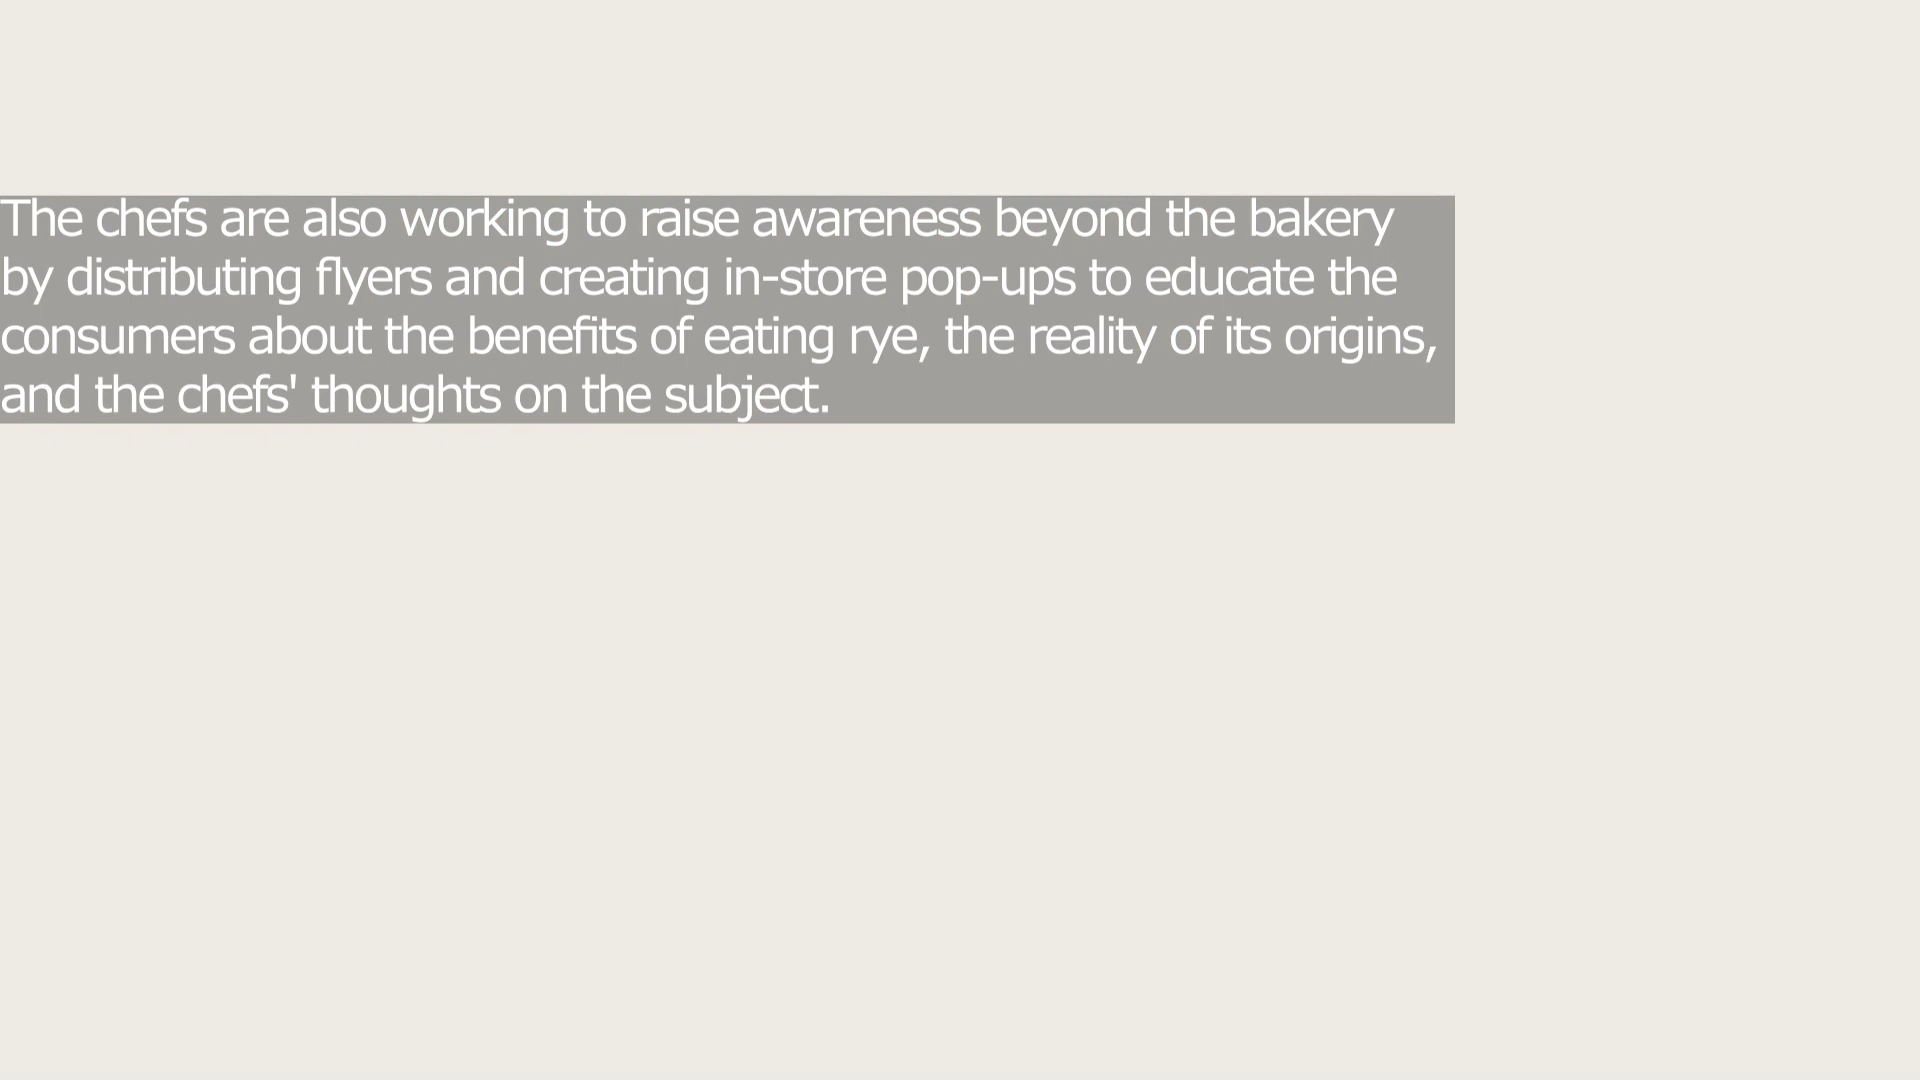 The chefs are also working to raise awareness beyond the bakery
by distributing flyers and creating in-store pop-ups to educate the
consumers about the benefits of eating rye, the reality of its origins,
and the chefs' thoughts on the subject.